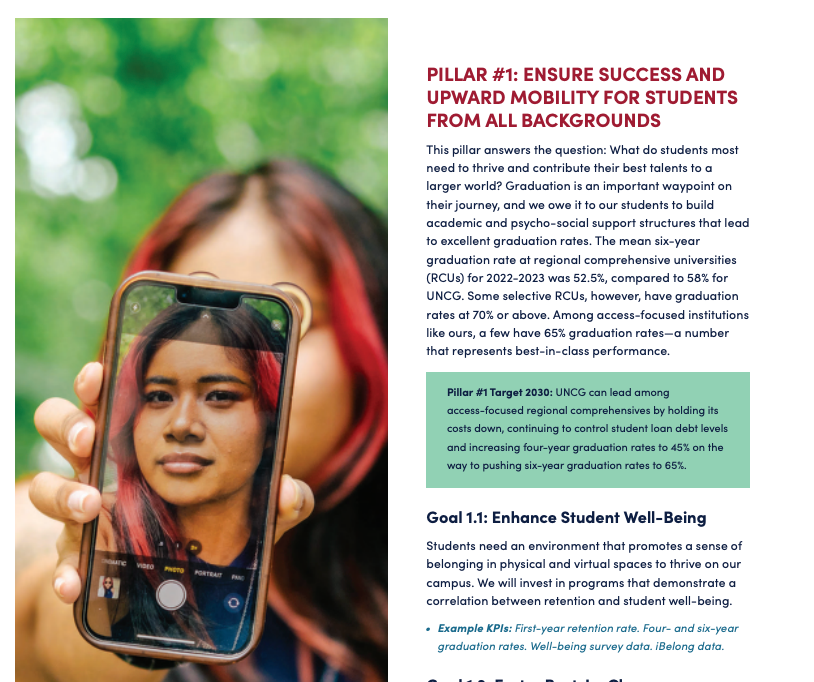 PILLAR #1: ENSURE SUCCESS AND
UPWARD MOBILITY FOR STUDENTS
FROM ALL BACKGROUNDS
This pillar answers the question: What do students most
need to thrive and contribute their best talents to a
larger world? Graduation is an important waypoint on
their journey, and we owe it to our students to build
academic and psycho-social support structures that lead
to excellent graduation rates. The mean six-year
graduation rate at regional comprehensive universities
(RCUs) for 2022-2023 was 52.5%, compared to 58% for
UNCG. Some selective RCUs, however, have graduation
rates at 70% or above. Among access-focused institutions
like ours, a few have 65% graduation rates—a number
that represents best-in-class performance.
Pillar #1 Target 2030: UNCG can lead among
access-focused regional comprehensives by holding its
costs down, continuing to control student loan debt levels
and increasing four-year graduation rates to 45% on the
way to pushing six-year graduation rates to 65%.
Goal 1.1: Enhance Student Well-Being
Students need an environment that promotes a sense of
belonging in physical and virtual spaces to thrive on our
campus. We will invest in programs that demonstrate a
correlation between retention and student well-being.
• Example KPIs: First-year retention rate. Four- and six-year
graduation rates. Well-being survey data. iBelong data.
VIDEO PHOTO PORTRAIT